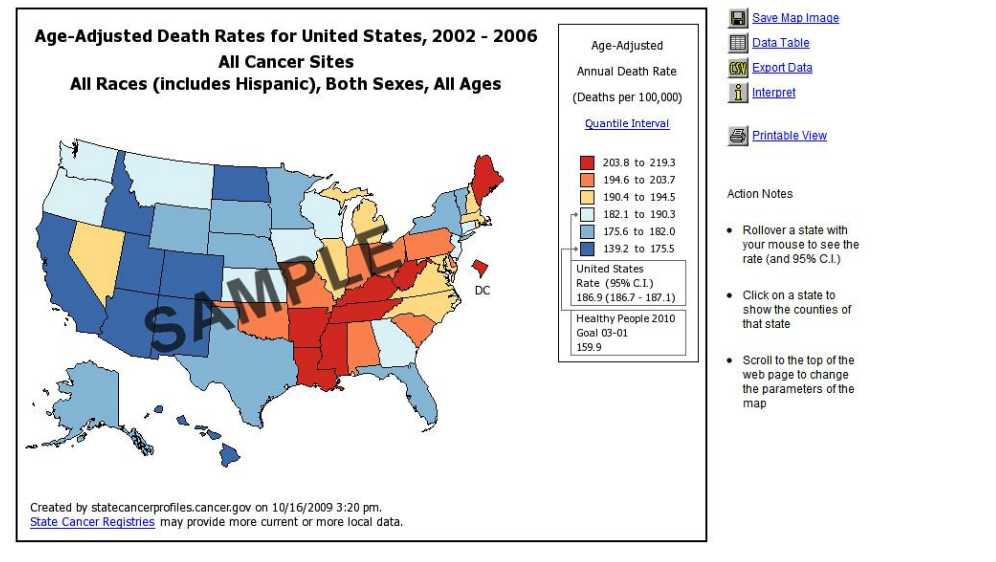 Age-Adjusted Death Rates for United States, 2002 - 2006
All Cancer Sites
All Races (includes Hispanic), Both Sexes, All Ages
SAMPLE
DC
Created by statecancerprofiles.cancer.gov on 10/16/2009 3:20 pm.
State Cancer Registries may provide more current or more local data.
Age-Adjusted
Annual Death Rate
(Deaths per 100,000)
Quantile Interval
203.8 to 219.3
194.6 to 203.7
190.4 to 194.5
182.1 to 190.3
175.6 to 182.0
139.2 to 175.5
United States
Rate (95% C.I.)
186.9 (186.7 - 187.1)
Healthy People 2010
Goal 03-01
159.9
Save Map Image
Data Table
CSV Export Data
i Interpret
Printable View
Action Notes
• Rollover a state with
your mouse to see the
rate (and 95% C.I.)
• Click on a state to
show the counties of
that state
• Scroll to the top of the
web page to change
the parameters of the
map